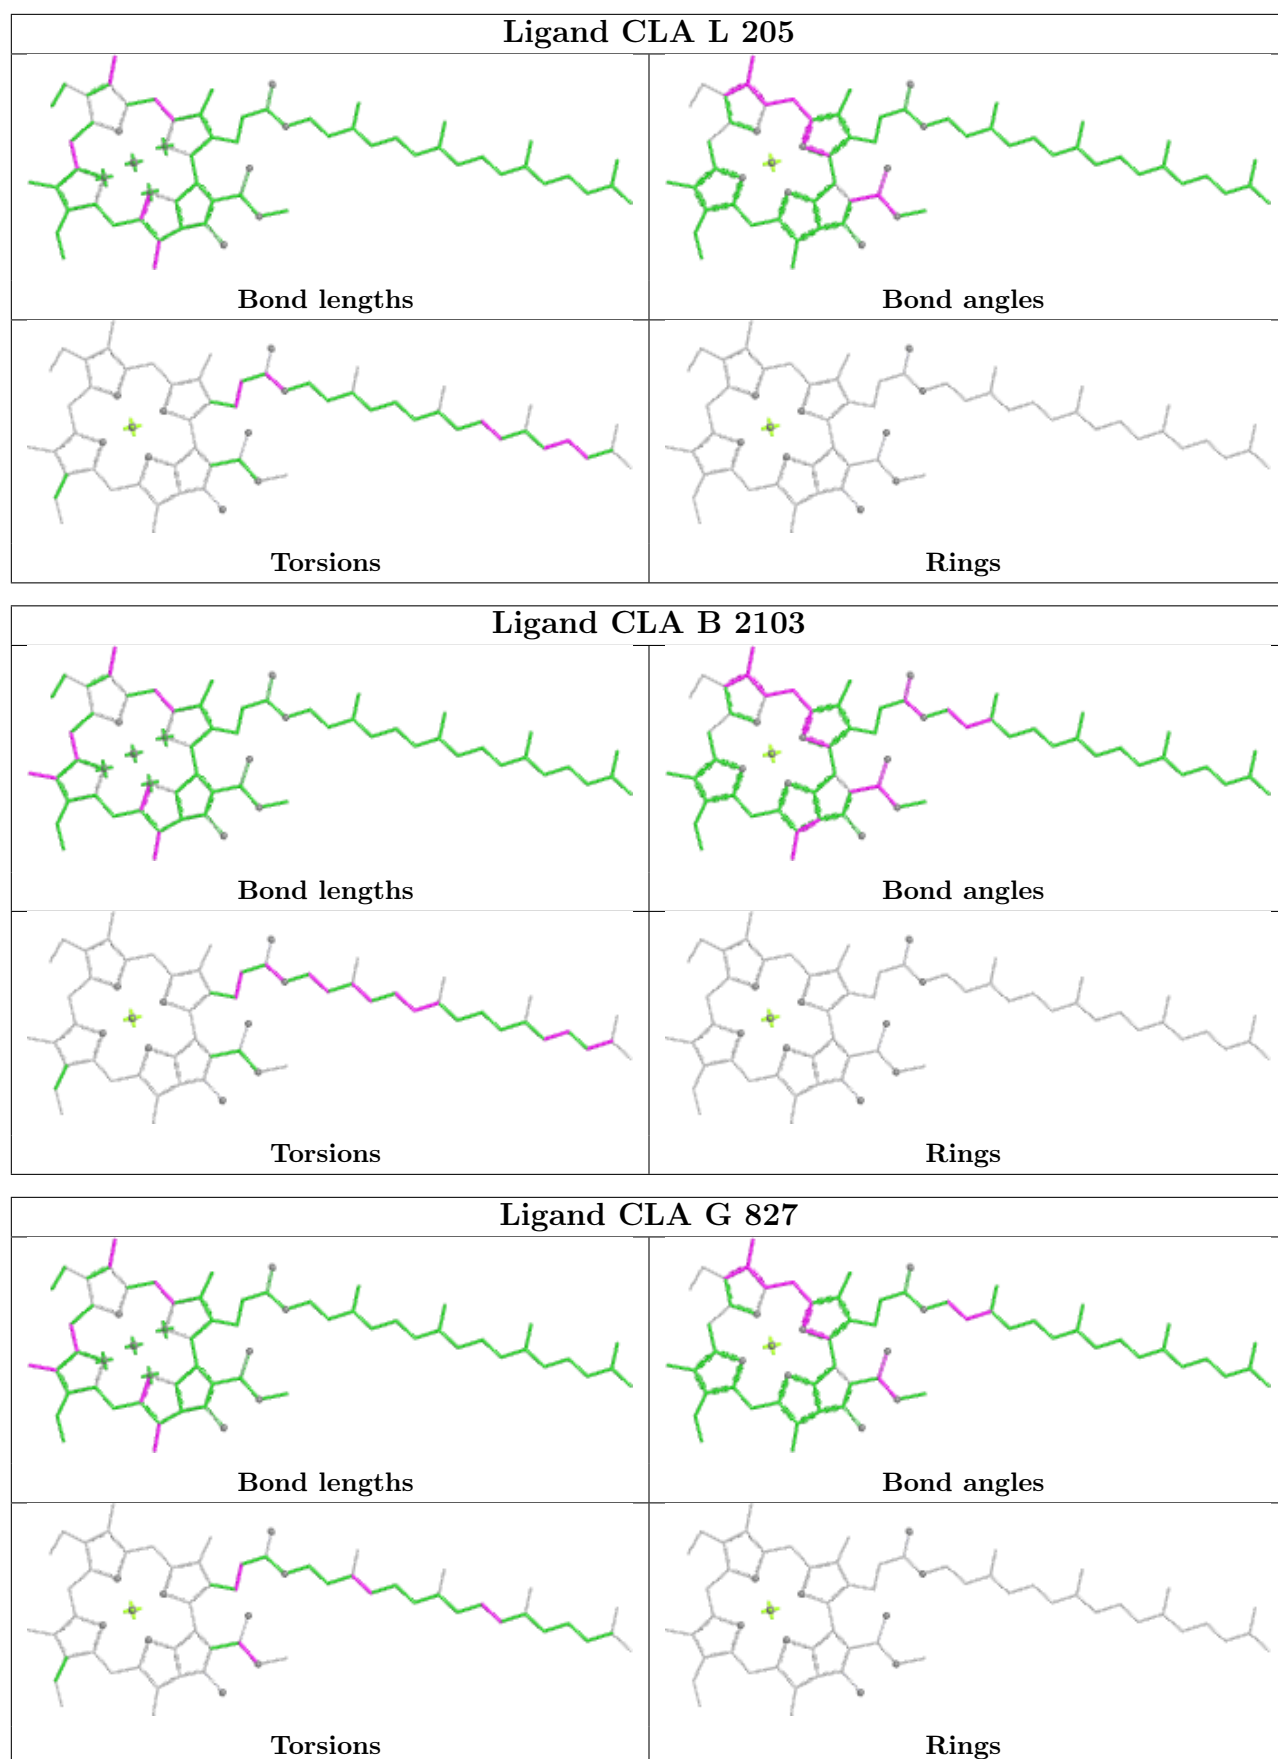 Ligand CLA L 205
Bond lengths
Bond angles
Torsions
Rings
Ligand CLA B 2103
Bond lengths
Bond angles
Torsions
Rings
Ligand CLA G 827
Bond lengths
Bond angles
Torsions
Rings